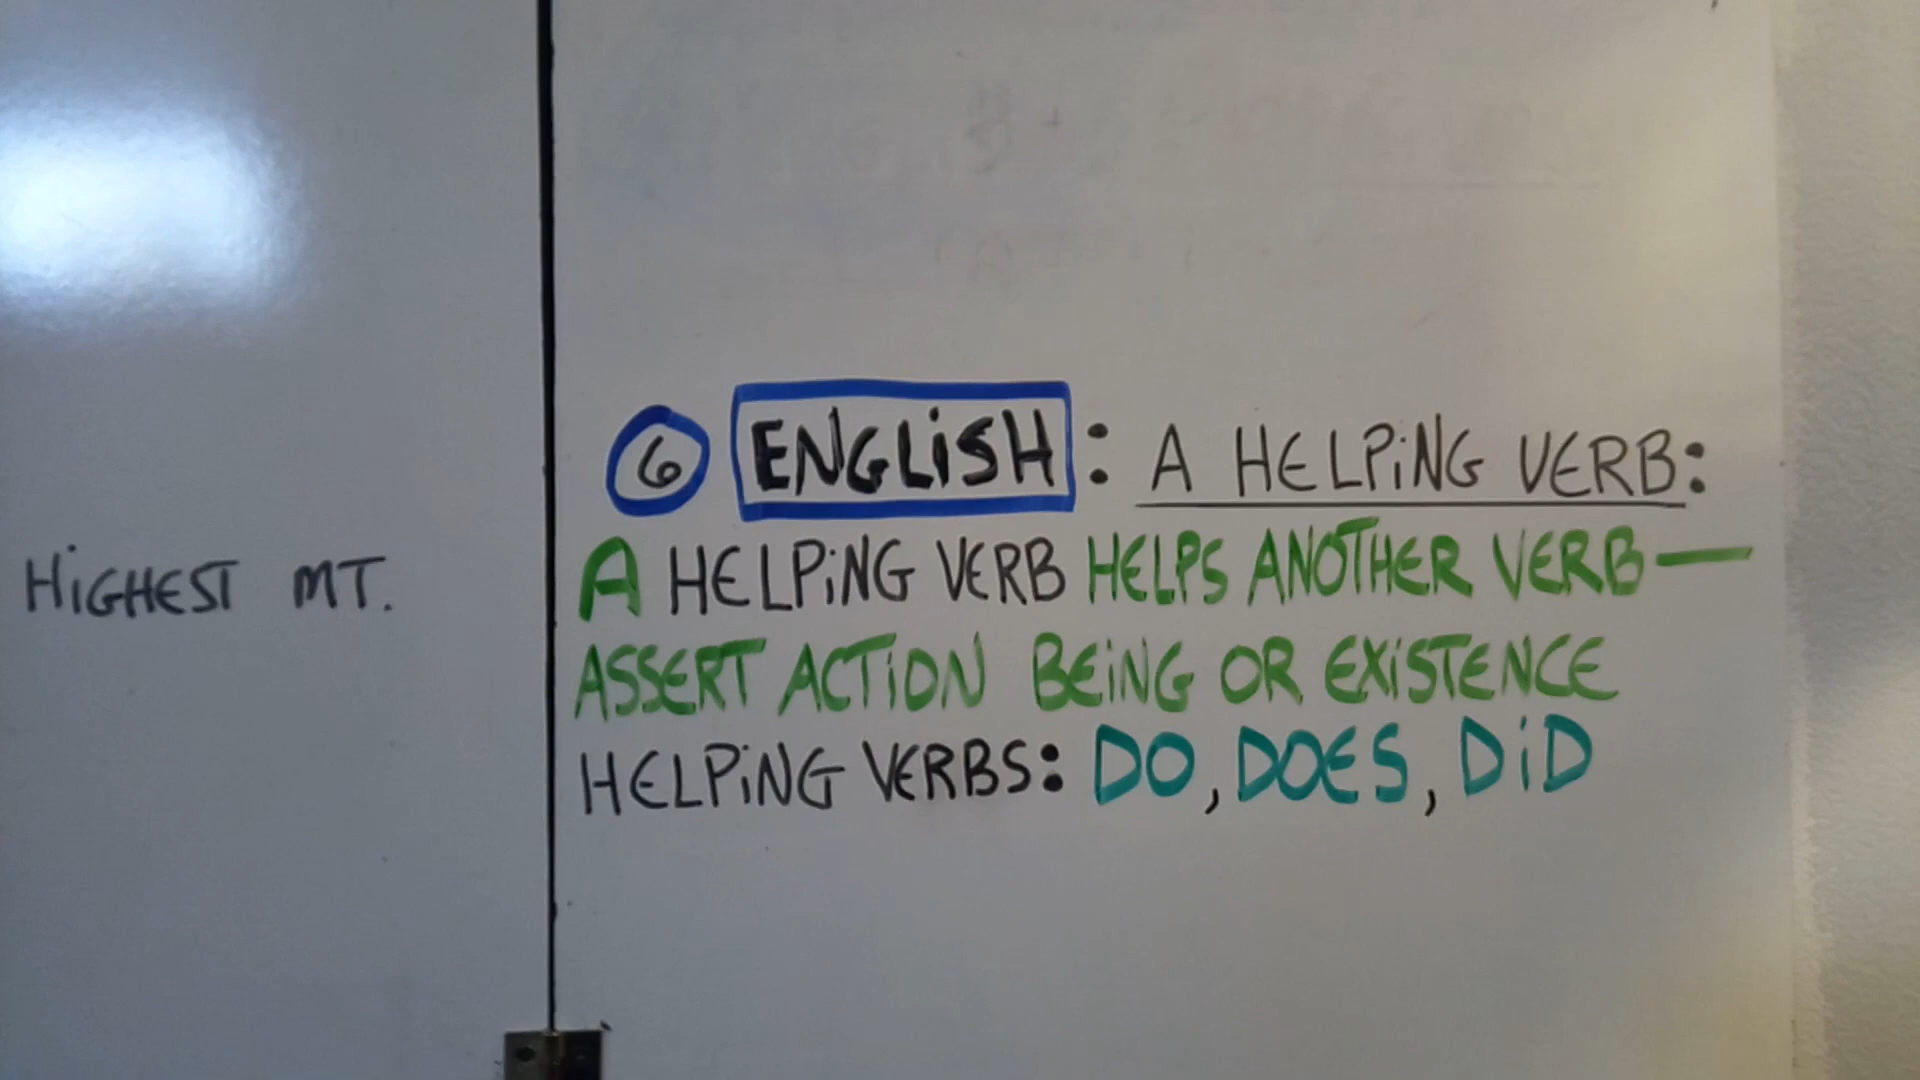 HiGHEST MT.
6 ENGLiSH: A HELPiNG VERB:
A HELPiNG VERB HELPS ANOTHER VERB—
ASSERT ACTiON BEiNG OR EXiSTENCE
HELPiNG VERBS: DO, DOES, DiD